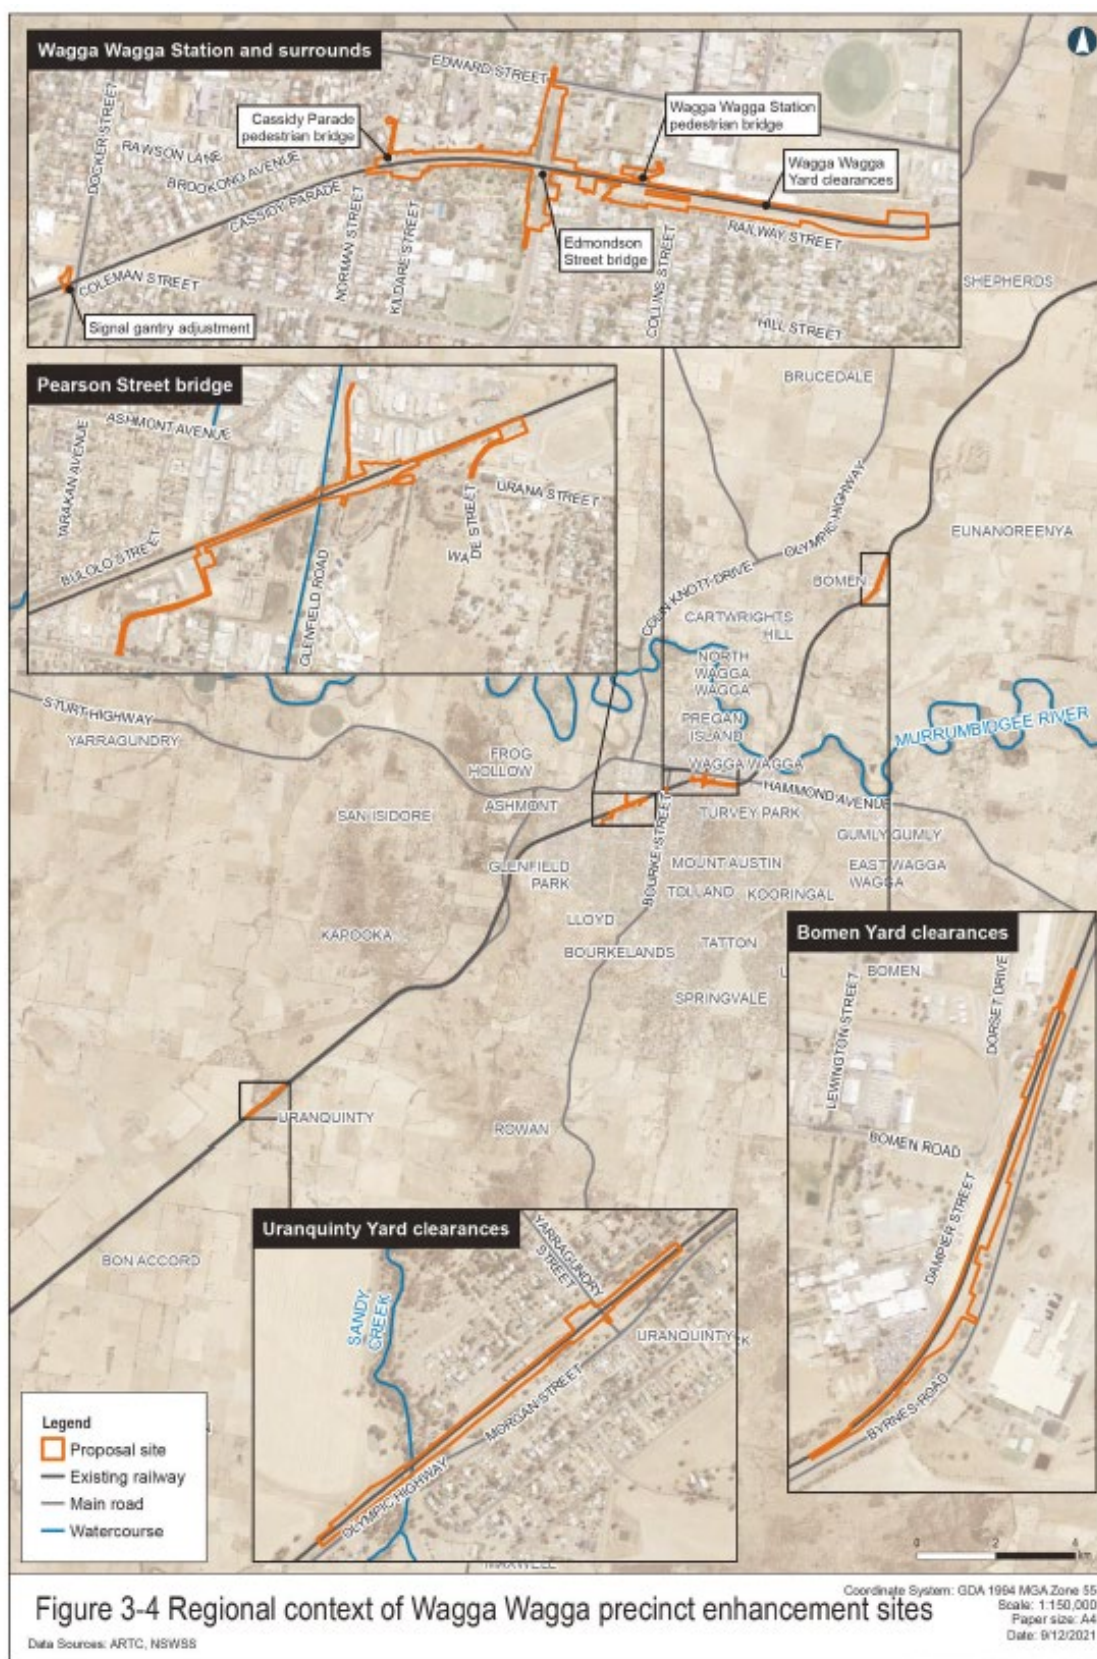 Wagga Wagga Station and surrounds
EDWARD STREET
DOCKER STREET
RAWSON LANE
BROOKONG AVENUE
CASSIDY PARADE
Cassidy Parade
pedestrian bridge
Wagga Wagga Station
pedestrian bridge
Wagga Wagga
Yard clearances
NORMAN STREET
KILDARE STREET
Edmondson
Street bridge
COLLINS STREET
RAILWAY STREET
COLEMAN STREET
Signal gantry adjustment
HILL STREET
SHEPHERDS
Pearson Street bridge
ASHMONT AVENUE
TARAKAN AVENUE
BULOLO STREET
GLENFIELD ROAD
URANA STREET
WADE STREET
BRUCEDALE
OLYMPIC HIGHWAY
EUNANOREENYA
BOMEN
COLIN KNOTT DRIVE
CARTWRIGHTS
HILL
NORTH
WAGGA
WAGGA
PREGAN
ISLAND
MURRUMBIDGEE RIVER
STURT HIGHWAY
YARRAGUNDRY
FROG
HOLLOW
WAGGA WAGGA
HAMMOND AVENUE
SAN ISIDORE
ASHMONT
TURVEY PARK
GUMLY GUMLY
BOURKE STREET
GLENFIELD
PARK
MOUNT AUSTIN
EAST WAGGA
WAGGA
TOLLAND
KOORINGAL
KAPOOKA
LLOYD
BOURKELANDS
TATTON
SPRINGVALE
Bomen Yard clearances
BOMEN
LEWINGTON STREET
DORSET DRIVE
BOMEN ROAD
DAMPIER STREET
BYRNES ROAD
URANQUINTY
ROWAN
BON ACCORD
Uranquinty Yard clearances
YARRAGUNDRY
STREET
SANDY
CREEK
URANQUINTY
MORGAN STREET
OLYMPIC HIGHWAY
MAXWELL
Legend
Proposal site
Existing railway
Main road
Watercourse
0 2 4
km
Figure 3-4 Regional context of Wagga Wagga precinct enhancement sites
Coordinate System: GDA 1994 MGA Zone 55
Scale: 1:150,000
Paper size: A4
Date: 9/12/2021
Data Sources: ARTC, NSWSS